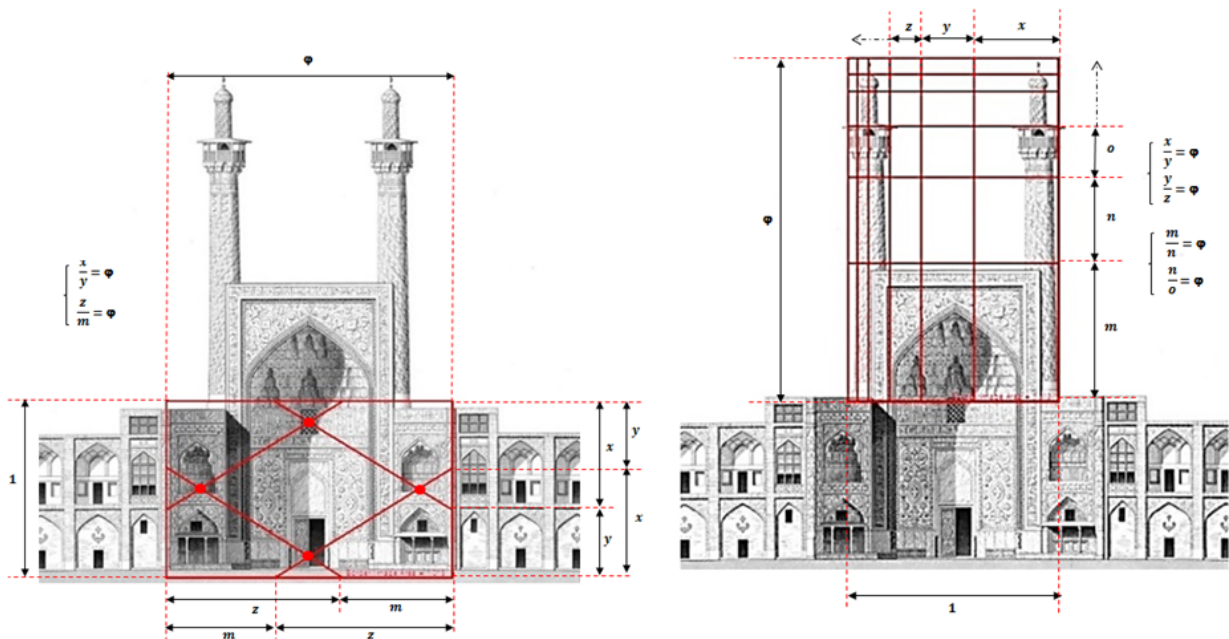 φ
x/y = φ
z/m = φ
1
x
y
y
x
z
m
m
z
z
y
x
φ
o
n
m
x/y = φ
y/z = φ
m/n = φ
n/o = φ
1